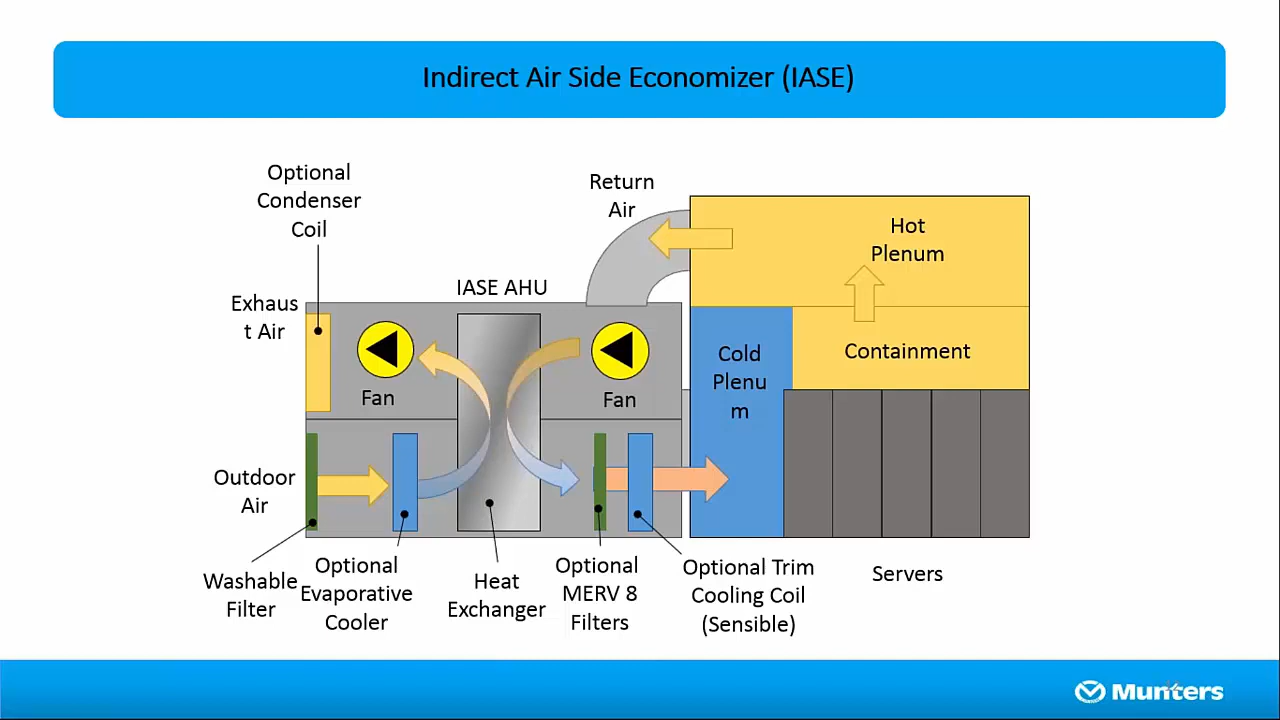 Indirect Air Side Economizer (IASE)
Optional
Condenser
Coil
Return
Air
Hot
Plenum
IASE AHU
Exhaus
t Air
Cold
Plenu
m
Containment
Fan
Fan
Outdoor
Air
Washable
Filter
Optional
Evaporative
Cooler
Heat
Exchanger
Optional
MERV 8
Filters
Optional Trim
Cooling Coil
(Sensible)
Servers
Munters